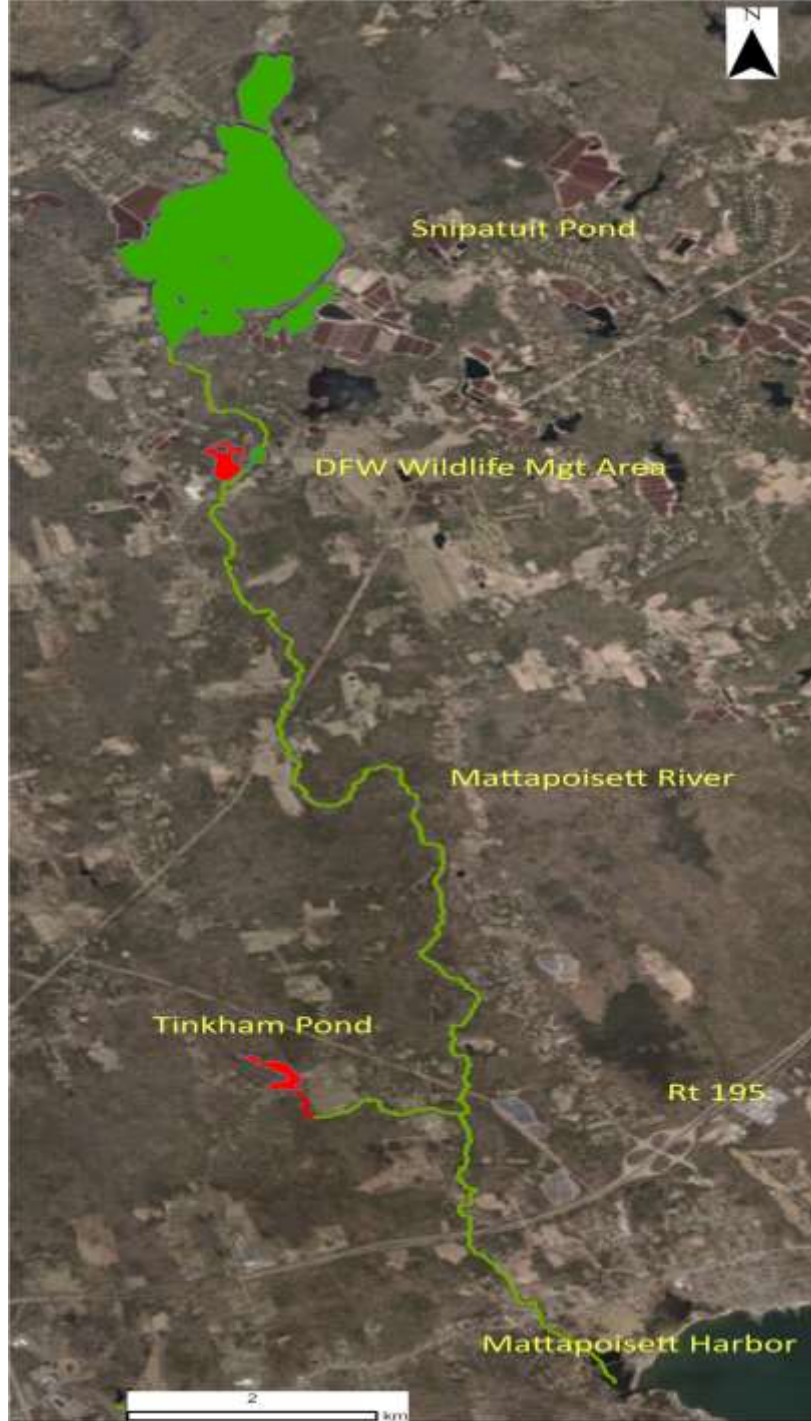 N
Snipatuit Pond
DFW Wildlife Mgt Area
Mattapoisett River
Tinkham Pond
Rt 195
Mattapoisett Harbor
2
km